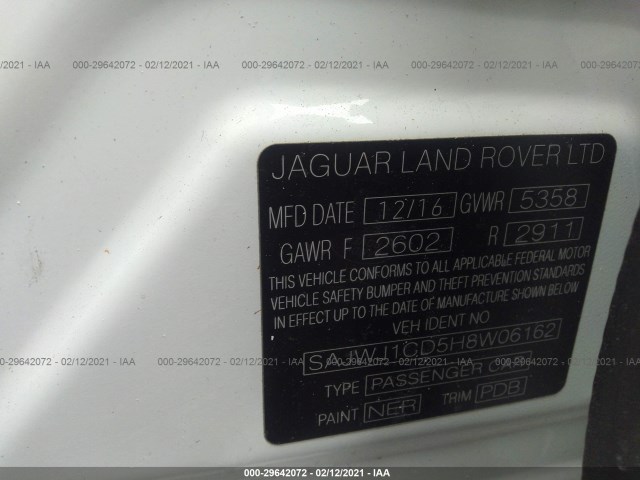 2021 - IAA 000-29642072 - 02/12/2021 - IAA 000-29642072 - 02/12/2021 - IAA
JAGUAR LAND ROVER LTD
MFD DATE 12/16 GVWR 5358
GAWR F 2602 R 2911
THIS VEHICLE CONFORMS TO ALL APPLICABLE FEDERAL MOTOR
VEHICLE SAFETY BUMPER AND THEFT PREVENTION STANDARDS
IN EFFECT UP TO THE DATE OF MANUFACTURE SHOWN BELOW
VEH IDENT NO
SAJWJ1CD5H8W06162
TYPE PASSENGER CAR
PAINT NER TRIM PDB
2021 - IAA 000-29642072 - 02/12/2021 - IAA 000-29642072 - 02/12/2021 - IAA
000-29642072 - 02/12/2021 - IAA